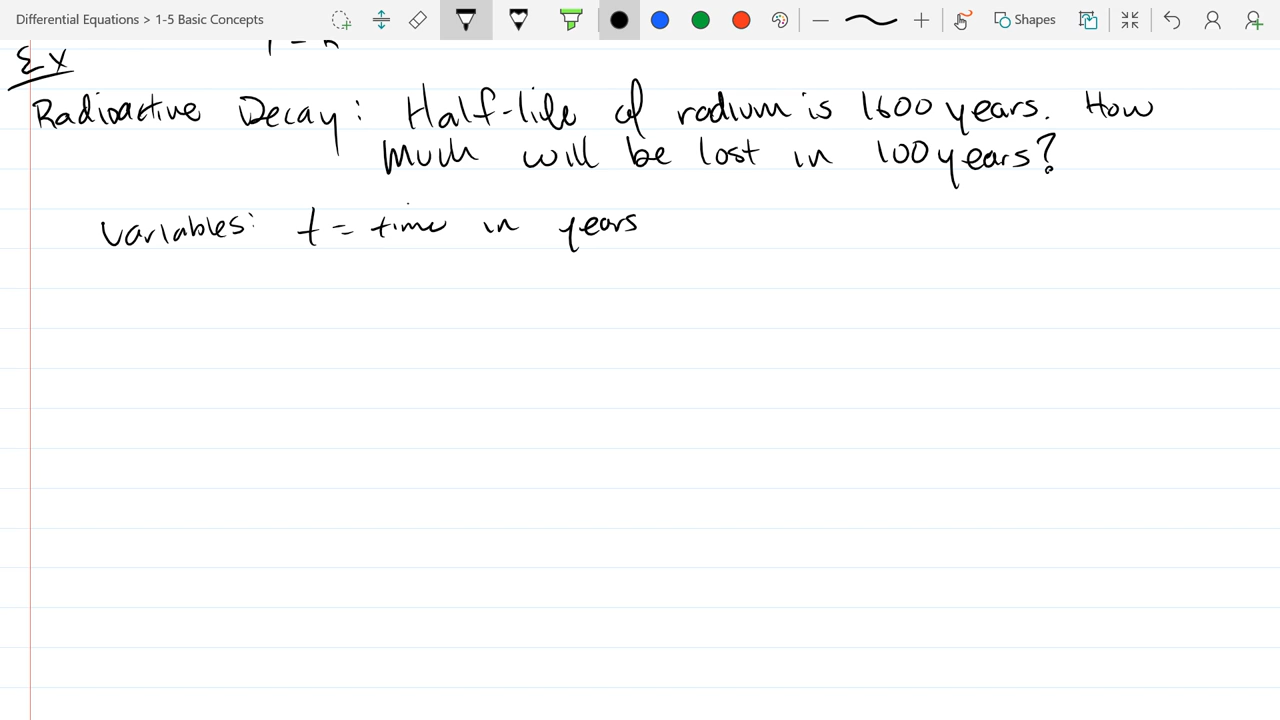 Differential Equations > 1-5 Basic Concepts
Shapes
Ex
Radioactive Decay: Half-life of radium is 1600 years. How
Much will be lost in 100 years?
Variables: t = time in years